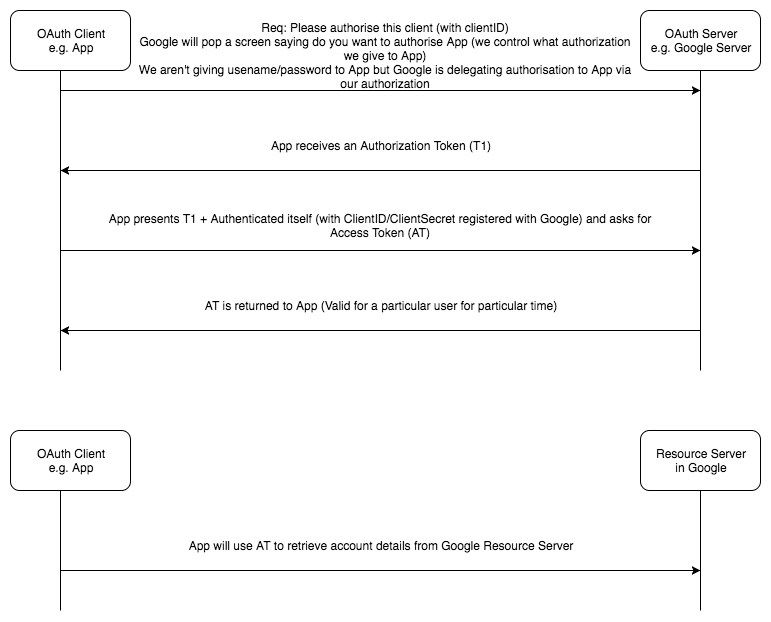 OAuth Client
e.g. App
Req: Please authorise this client (with clientID)
Google will pop a screen saying do you want to authorise App (we control what authorization
we give to App)
We aren't giving usename/password to App but Google is delegating authorisation to App via
our authorization
OAuth Server
e.g. Google Server
App receives an Authorization Token (T1)
App presents T1 + Authenticated itself (with ClientID/ClientSecret registered with Google) and asks for
Access Token (AT)
AT is returned to App (Valid for a particular user for particular time)
OAuth Client
e.g. App
Resource Server
in Google
App will use AT to retrieve account details from Google Resource Server